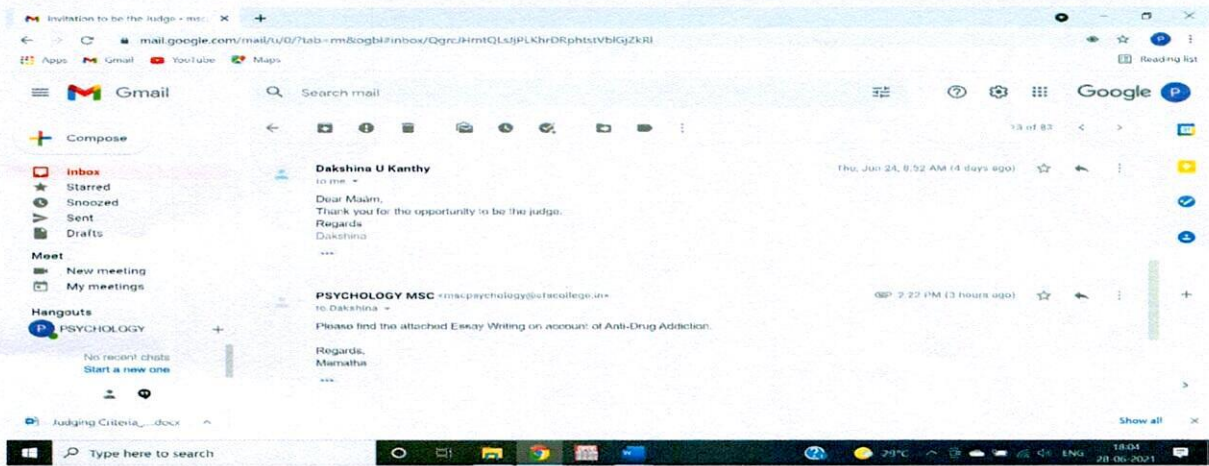 Invitation to be the Judge - msc. × +
mail.google.com/mail/u/0/?tab=rm&ogbl#inbox/
Apps Gmail YouTube Maps Reading list
Gmail Search mail Google P
Compose 13 of 83
Inbox
Starred
Snoozed
Sent
Drafts
Meet
New meeting
My meetings
Hangouts
P PSYCHOLOGY +
No recent chats
Start a new one
Dakshina U Kanthy Thu, Jun 24, 8:52 AM (4 days ago)
to me
Dear Maam,
Thank you for the opportunity to be the judge.
Regards
Dakshina
...
PSYCHOLOGY MSC 2:22 PM (3 hours ago)
to Dakshina
Please find the attached Essay Writing on account of Anti-Drug Addiction.
Regards,
Mamatha
...
Judging Criteria_...docx Show all ×
Type here to search 29°C ENG 18:04
28-06-2021